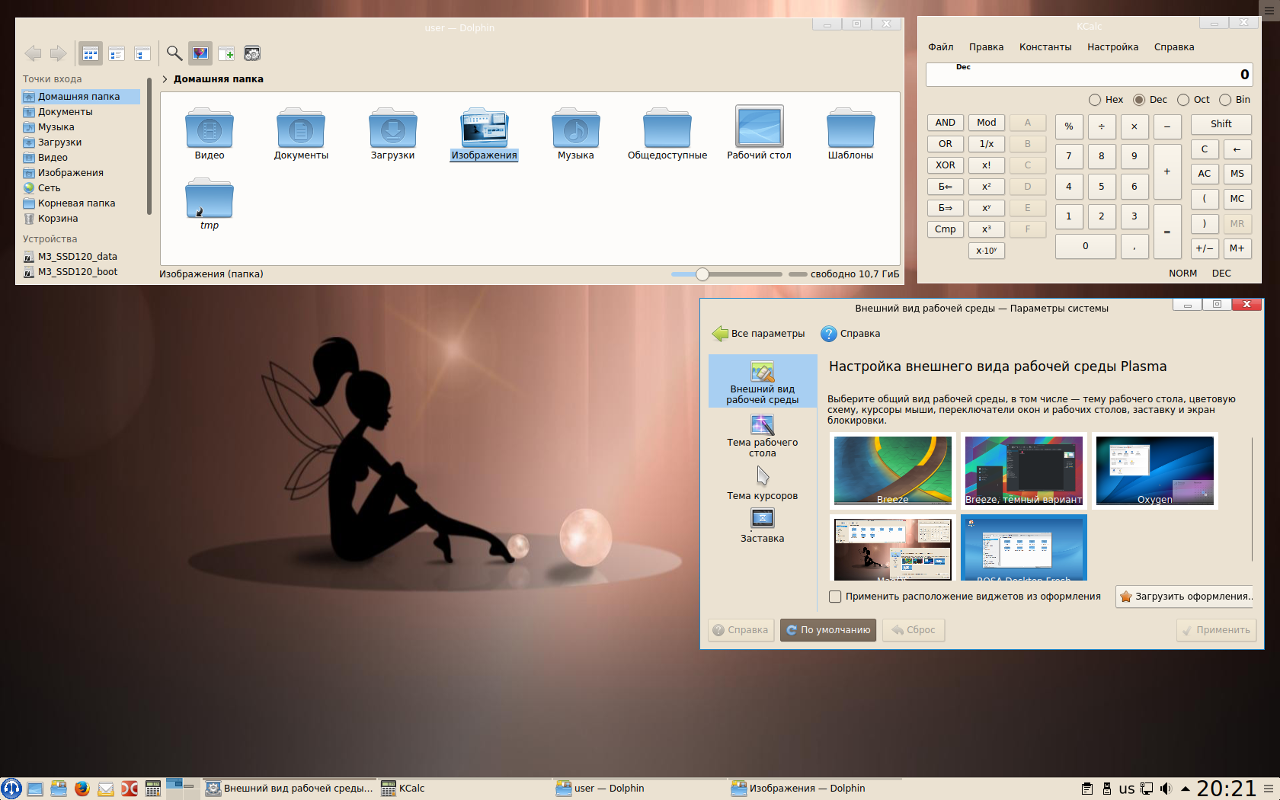 user — Dolphin
Точки входа
Домашняя папка
Документы
Музыка
Загрузки
Видео
Изображения
Сеть
Корневая папка
Корзина
Устройства
M3_SSD120_data
M3_SSD120_boot
Домашняя папка
Видео
Документы
Загрузки
Изображения
Музыка
Общедоступные
Рабочий стол
Шаблоны
tmp
Изображения (папка)
свободно 10,7 ГиБ
KCalc
Файл Правка Константы Настройка Справка
Dec
0
Hex Dec Oct Bin
AND Mod A % ÷ × − Shift
OR 1/x B 7 8 9 + C ←
XOR x! C AC MS
Б⇐ x² D 4 5 6 ( MC
Б⇒ xʸ E 1 2 3 = ) MR
Cmp x³ F 0 , +/− M+
x·10ʸ
NORM DEC
Внешний вид рабочей среды — Параметры системы
Все параметры Справка
Внешний вид
рабочей среды
Тема рабочего
стола
Тема курсоров
Заставка
Настройка внешнего вида рабочей среды Plasma
Выберите общий вид рабочей среды, в том числе — тему рабочего стола, цветовую
схему, курсоры мыши, переключатели окон и рабочих столов, заставку и экран
блокировки.
Breeze
Breeze, тёмный вариант
Oxygen
ROSA Desktop Fresh
Применить расположение виджетов из оформления
Загрузить оформления..
Справка По умолчанию Сброс Применить
Внешний вид рабочей среды...
KCalc
user — Dolphin
Изображения — Dolphin
us
20:21